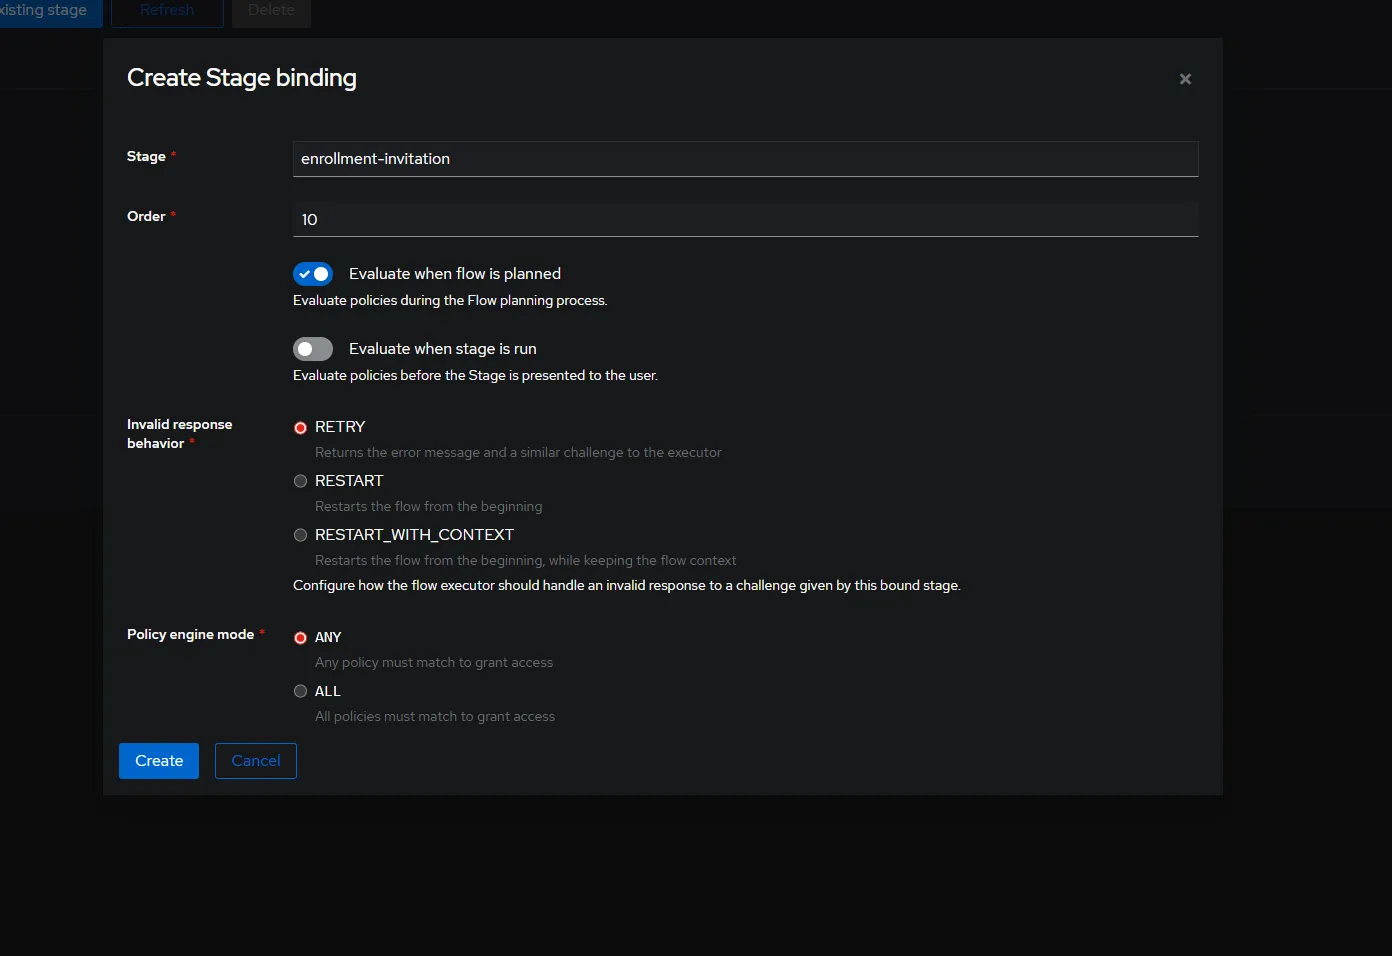 xisting stage Refresh Delete
Create Stage binding
Stage *
enrollment-invitation
Order *
10
Evaluate when flow is planned
Evaluate policies during the Flow planning process.
Evaluate when stage is run
Evaluate policies before the Stage is presented to the user.
Invalid response
behavior *
RETRY
Returns the error message and a similar challenge to the executor
RESTART
Restarts the flow from the beginning
RESTART_WITH_CONTEXT
Restarts the flow from the beginning, while keeping the flow context
Configure how the flow executor should handle an invalid response to a challenge given by this bound stage.
Policy engine mode *
ANY
Any policy must match to grant access
ALL
All policies must match to grant access
Create Cancel